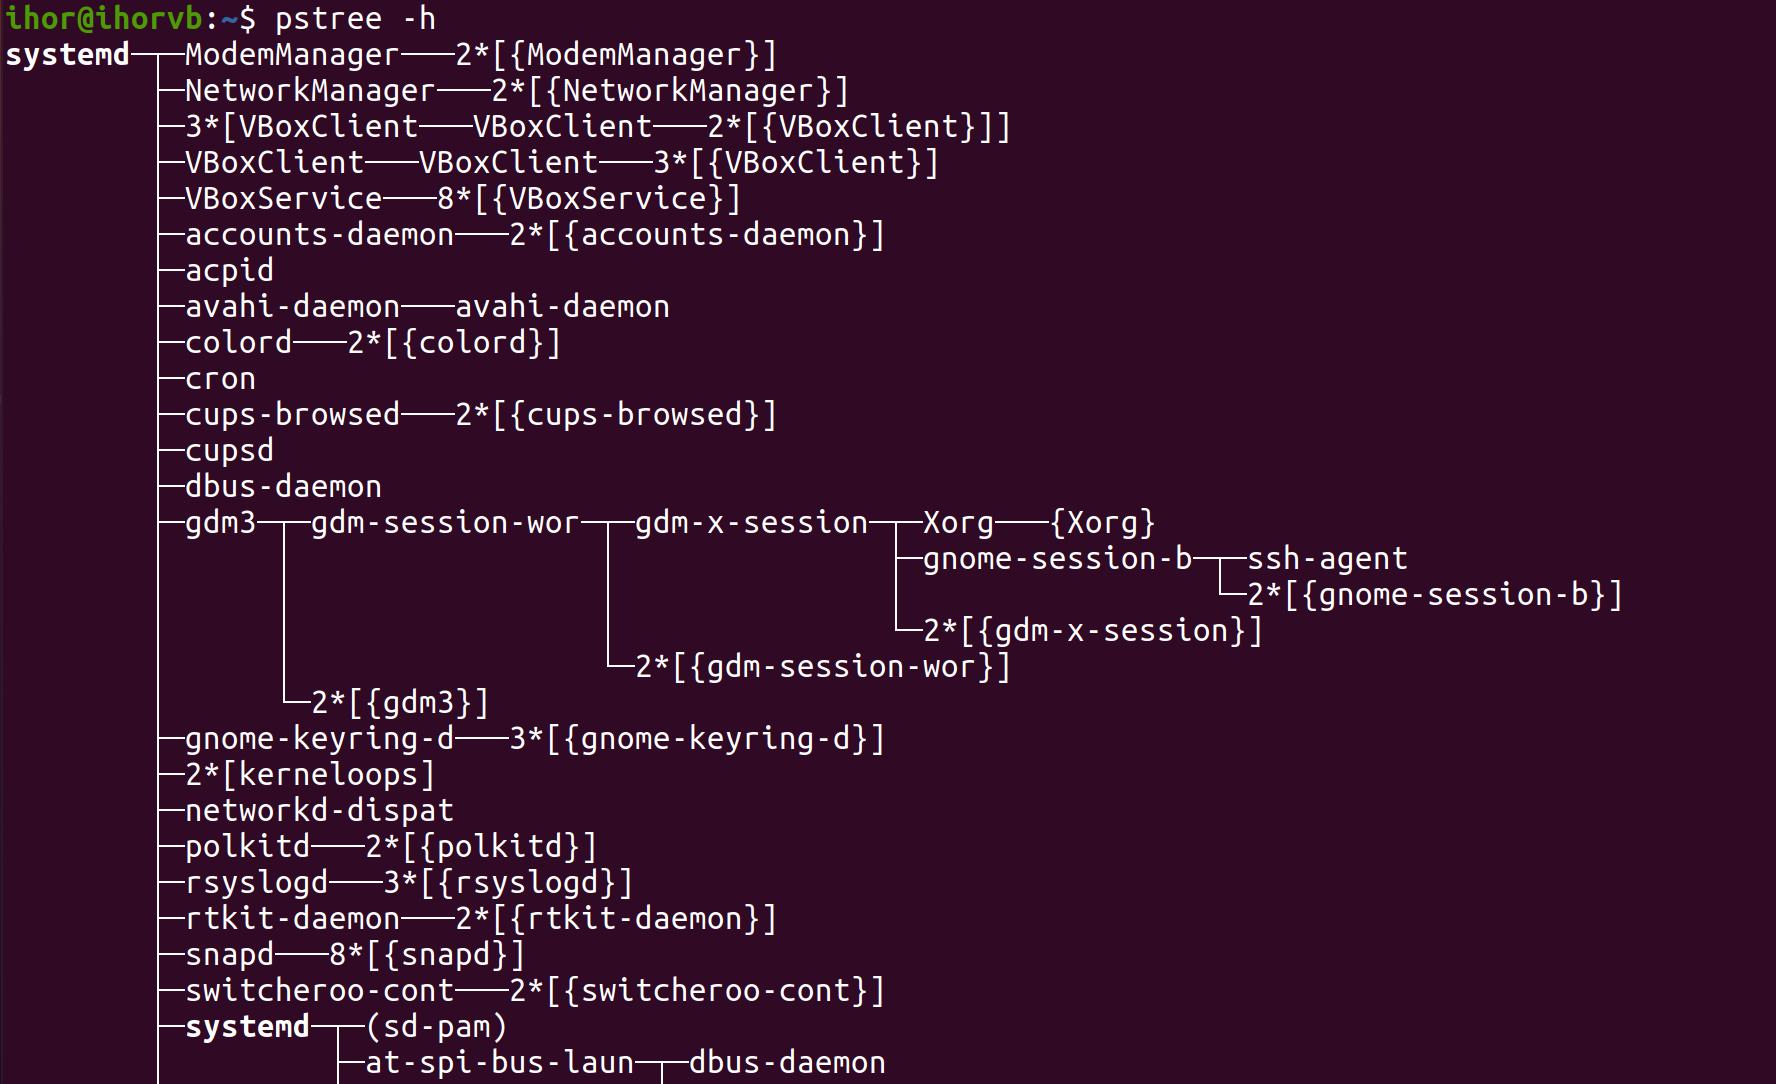 ihor@ihorvb:~$ pstree -h
systemd─┬─ModemManager───2*[{ModemManager}]
        ├─NetworkManager───2*[{NetworkManager}]
        ├─3*[VBoxClient───VBoxClient───2*[{VBoxClient}]]
        ├─VBoxClient───VBoxClient───3*[{VBoxClient}]
        ├─VBoxService───8*[{VBoxService}]
        ├─accounts-daemon───2*[{accounts-daemon}]
        ├─acpid
        ├─avahi-daemon───avahi-daemon
        ├─colord───2*[{colord}]
        ├─cron
        ├─cups-browsed───2*[{cups-browsed}]
        ├─cupsd
        ├─dbus-daemon
        ├─gdm3─┬─gdm-session-wor─┬─gdm-x-session─┬─Xorg───{Xorg}
        │      │                 │               ├─gnome-session-b─┬─ssh-agent
        │      │                 │               │                 └─2*[{gnome-session-b}]
        │      │                 │               └─2*[{gdm-x-session}]
        │      │                 └─2*[{gdm-session-wor}]
        │      └─2*[{gdm3}]
        ├─gnome-keyring-d───3*[{gnome-keyring-d}]
        ├─2*[kerneloops]
        ├─networkd-dispat
        ├─polkitd───2*[{polkitd}]
        ├─rsyslogd───3*[{rsyslogd}]
        ├─rtkit-daemon───2*[{rtkit-daemon}]
        ├─snapd───8*[{snapd}]
        ├─switcheroo-cont───2*[{switcheroo-cont}]
        ├─systemd─┬─(sd-pam)
        │         ├─at-spi-bus-laun─┬─dbus-daemon